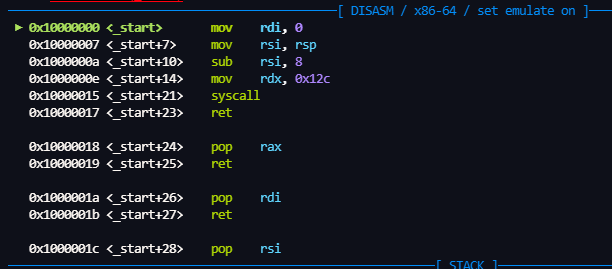 [ DISASM / x86-64 / set emulate on ]
► 0x10000000 <_start> mov rdi, 0
0x10000007 <_start+7> mov rsi, rsp
0x1000000a <_start+10> sub rsi, 8
0x1000000e <_start+14> mov rdx, 0x12c
0x10000015 <_start+21> syscall
0x10000017 <_start+23> ret
0x10000018 <_start+24> pop rax
0x10000019 <_start+25> ret
0x1000001a <_start+26> pop rdi
0x1000001b <_start+27> ret
0x1000001c <_start+28> pop rsi
[ STACK ]